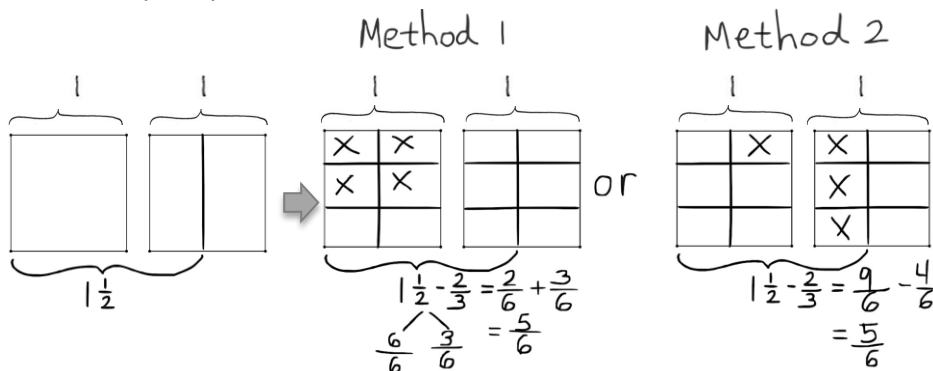 Method 1
Method 2
1 1
1 1
1 1
X X
X X
or
X X
X
X
1 1/2
1 1/2 - 2/3 = 2/6 + 3/6
6/6 3/6
= 5/6
1 1/2 - 2/3 = 9/6 - 4/6
= 5/6